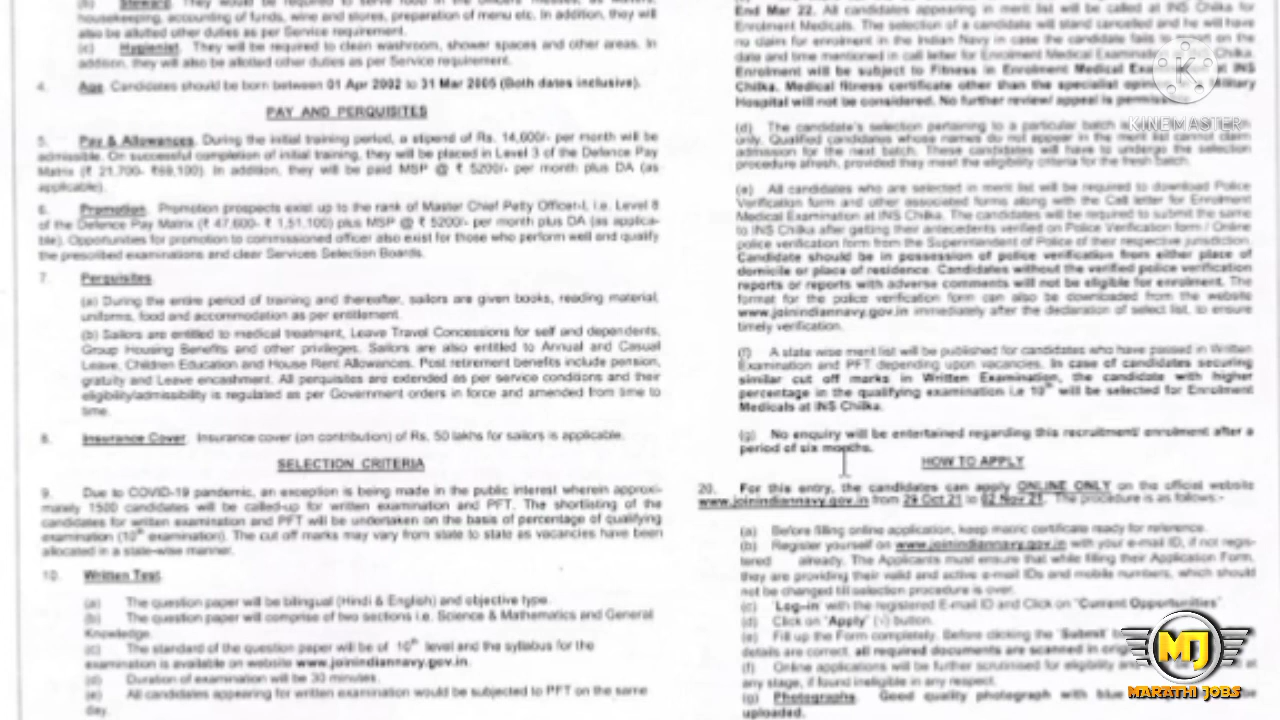 (b) Steward. They would be required to serve food in the officers' messes, as waiters,
housekeeping, accounting of funds, wine and stores, preparation of menu etc. In addition, they will
also be allotted other duties as per Service requirement.
(c) Hygienist. They will be required to clean washroom, shower spaces and other areas. In
addition, they will also be allotted other duties as per Service requirement.
4. Age. Candidates should be born between 01 Apr 2002 to 31 Mar 2005 (Both dates inclusive).
PAY AND PERQUISITES
5. Pay & Allowances. During the initial training period, a stipend of Rs. 14,600/- per month will be
admissible. On successful completion of initial training, they will be placed in Level 3 of the Defence Pay
Matrix (₹ 21,700- ₹69,100). In addition, they will be paid MSP @ ₹ 5200/- per month plus DA (as
applicable).
6. Promotion. Promotion prospects exist up to the rank of Master Chief Petty Officer-I, i.e. Level 8
of the Defence Pay Matrix (₹ 47,600- ₹ 1,51,100) plus MSP @ ₹ 5200/- per month plus DA (as applica-
ble). Opportunities for promotion to commissioned officer also exist for those who perform well and qualify
the prescribed examinations and clear Services Selection Boards.
7. Perquisites.
(a) During the entire period of training and thereafter, sailors are given books, reading material,
uniforms, food and accommodation as per entitlement.
(b) Sailors are entitled to medical treatment, Leave Travel Concessions for self and dependents,
Group Housing Benefits and other privileges. Sailors are also entitled to Annual and Casual
Leave, Children Education and House Rent Allowances. Post retirement benefits include pension,
gratuity and Leave encashment. All perquisites are extended as per service conditions and their
eligibility/admissibility is regulated as per Government orders in force and amended from time to
time.
8. Insurance Cover. Insurance cover (on contribution) of Rs. 50 lakhs for sailors is applicable.
SELECTION CRITERIA
9. Due to COVID-19 pandemic, an exception is being made in the public interest wherein approxi-
mately 1500 candidates will be called-up for written examination and PFT. The shortlisting of the
candidates for written examination and PFT will be undertaken on the basis of percentage of qualifying
examination (10th examination). The cut off marks may vary from state to state as vacancies have been
allocated in a state-wise manner.
10. Written Test.
(a) The question paper will be bilingual (Hindi & English) and objective type.
(b) The question paper will comprise of two sections i.e. Science & Mathematics and General
Knowledge.
(c) The standard of the question paper will be of 10th level and the syllabus for the
examination is available on website www.joinindiannavy.gov.in.
(d) Duration of examination will be 30 minutes.
(e) All candidates appearing for written examination would be subjected to PFT on the same
day.
End Mar 22. All candidates appearing in merit list will be called at INS Chilka for
Enrolment Medicals. The selection of a candidate will stand cancelled and he will have
no claim for enrolment in the Indian Navy in case the candidate fails to report on the
date and time mentioned in call letter for Enrolment Medical Examination at INS Chilka.
Enrolment will be subject to Fitness in Enrolment Medical Exa at INS
Chilka. Medical fitness certificate other than the specialist opinion Military
Hospital will not be considered. No further review/ appeal is permiss
(d) The candidate's selection pertaining to a particular batch
only. Qualified candidates whose names do not appear in the merit list cannot claim
admission for the next batch. These candidates will have to undergo the selection
procedure afresh, provided they meet the eligibility criteria for the fresh batch.
(e) All candidates who are selected in merit list will be required to download Police
Verification form and other associated forms along with the Call letter for Enrolment
Medical Examination at INS Chilka. The candidates will be required to submit the same
to INS Chilka after getting their antecedents verified on Police Verification form / Online
police verification form from the Superintendent of Police of their respective jurisdiction.
Candidate should be in possession of police verification from either place of
domicile or place of residence. Candidates without the verified police verification
reports or reports with adverse comments will not be eligible for enrolment. The
format for the police verification form can also be downloaded from the website
www.joinindiannavy.gov.in immediately after the declaration of select list, to ensure
timely verification.
(f) A state wise merit list will be published for candidates who have passed in Written
Examination and PFT depending upon vacancies. In case of candidates securing
similar cut off marks in Written Examination, the candidate with higher
percentage in the qualifying examination i.e 10th will be selected for Enrolment
Medicals at INS Chilka.
(g) No enquiry will be entertained regarding this recruitment/ enrolment after a
period of six months.
HOW TO APPLY
20. For this entry, the candidates can apply ONLINE ONLY on the official website
www.joinindiannavy.gov.in from 29 Oct 21 to 02 Nov 21. The procedure is as follows:-
(a) Before filling online application, keep matric certificate ready for reference.
(b) Register yourself on www.joinindiannavy.gov.in with your e-mail ID, if not regis-
tered already. The Applicants must ensure that while filling their Application Form,
they are providing their valid and active e-mail IDs and mobile numbers, which should
not be changed till selection procedure is over.
(c) 'Log-in' with the registered E-mail ID and Click on "Current Opportunities".
(d) Click on "Apply" (√) button.
(e) Fill up the Form completely. Before clicking the 'Submit'
details are correct, all required documents are scanned in orig
(f) Online applications will be further scrutinised for eligibility and at
any stage, if found ineligible in any respect.
(g) Photographs. Good quality photograph with blue be
uploaded.
K
KINEMASTER
MJ
MARATHI JOBS